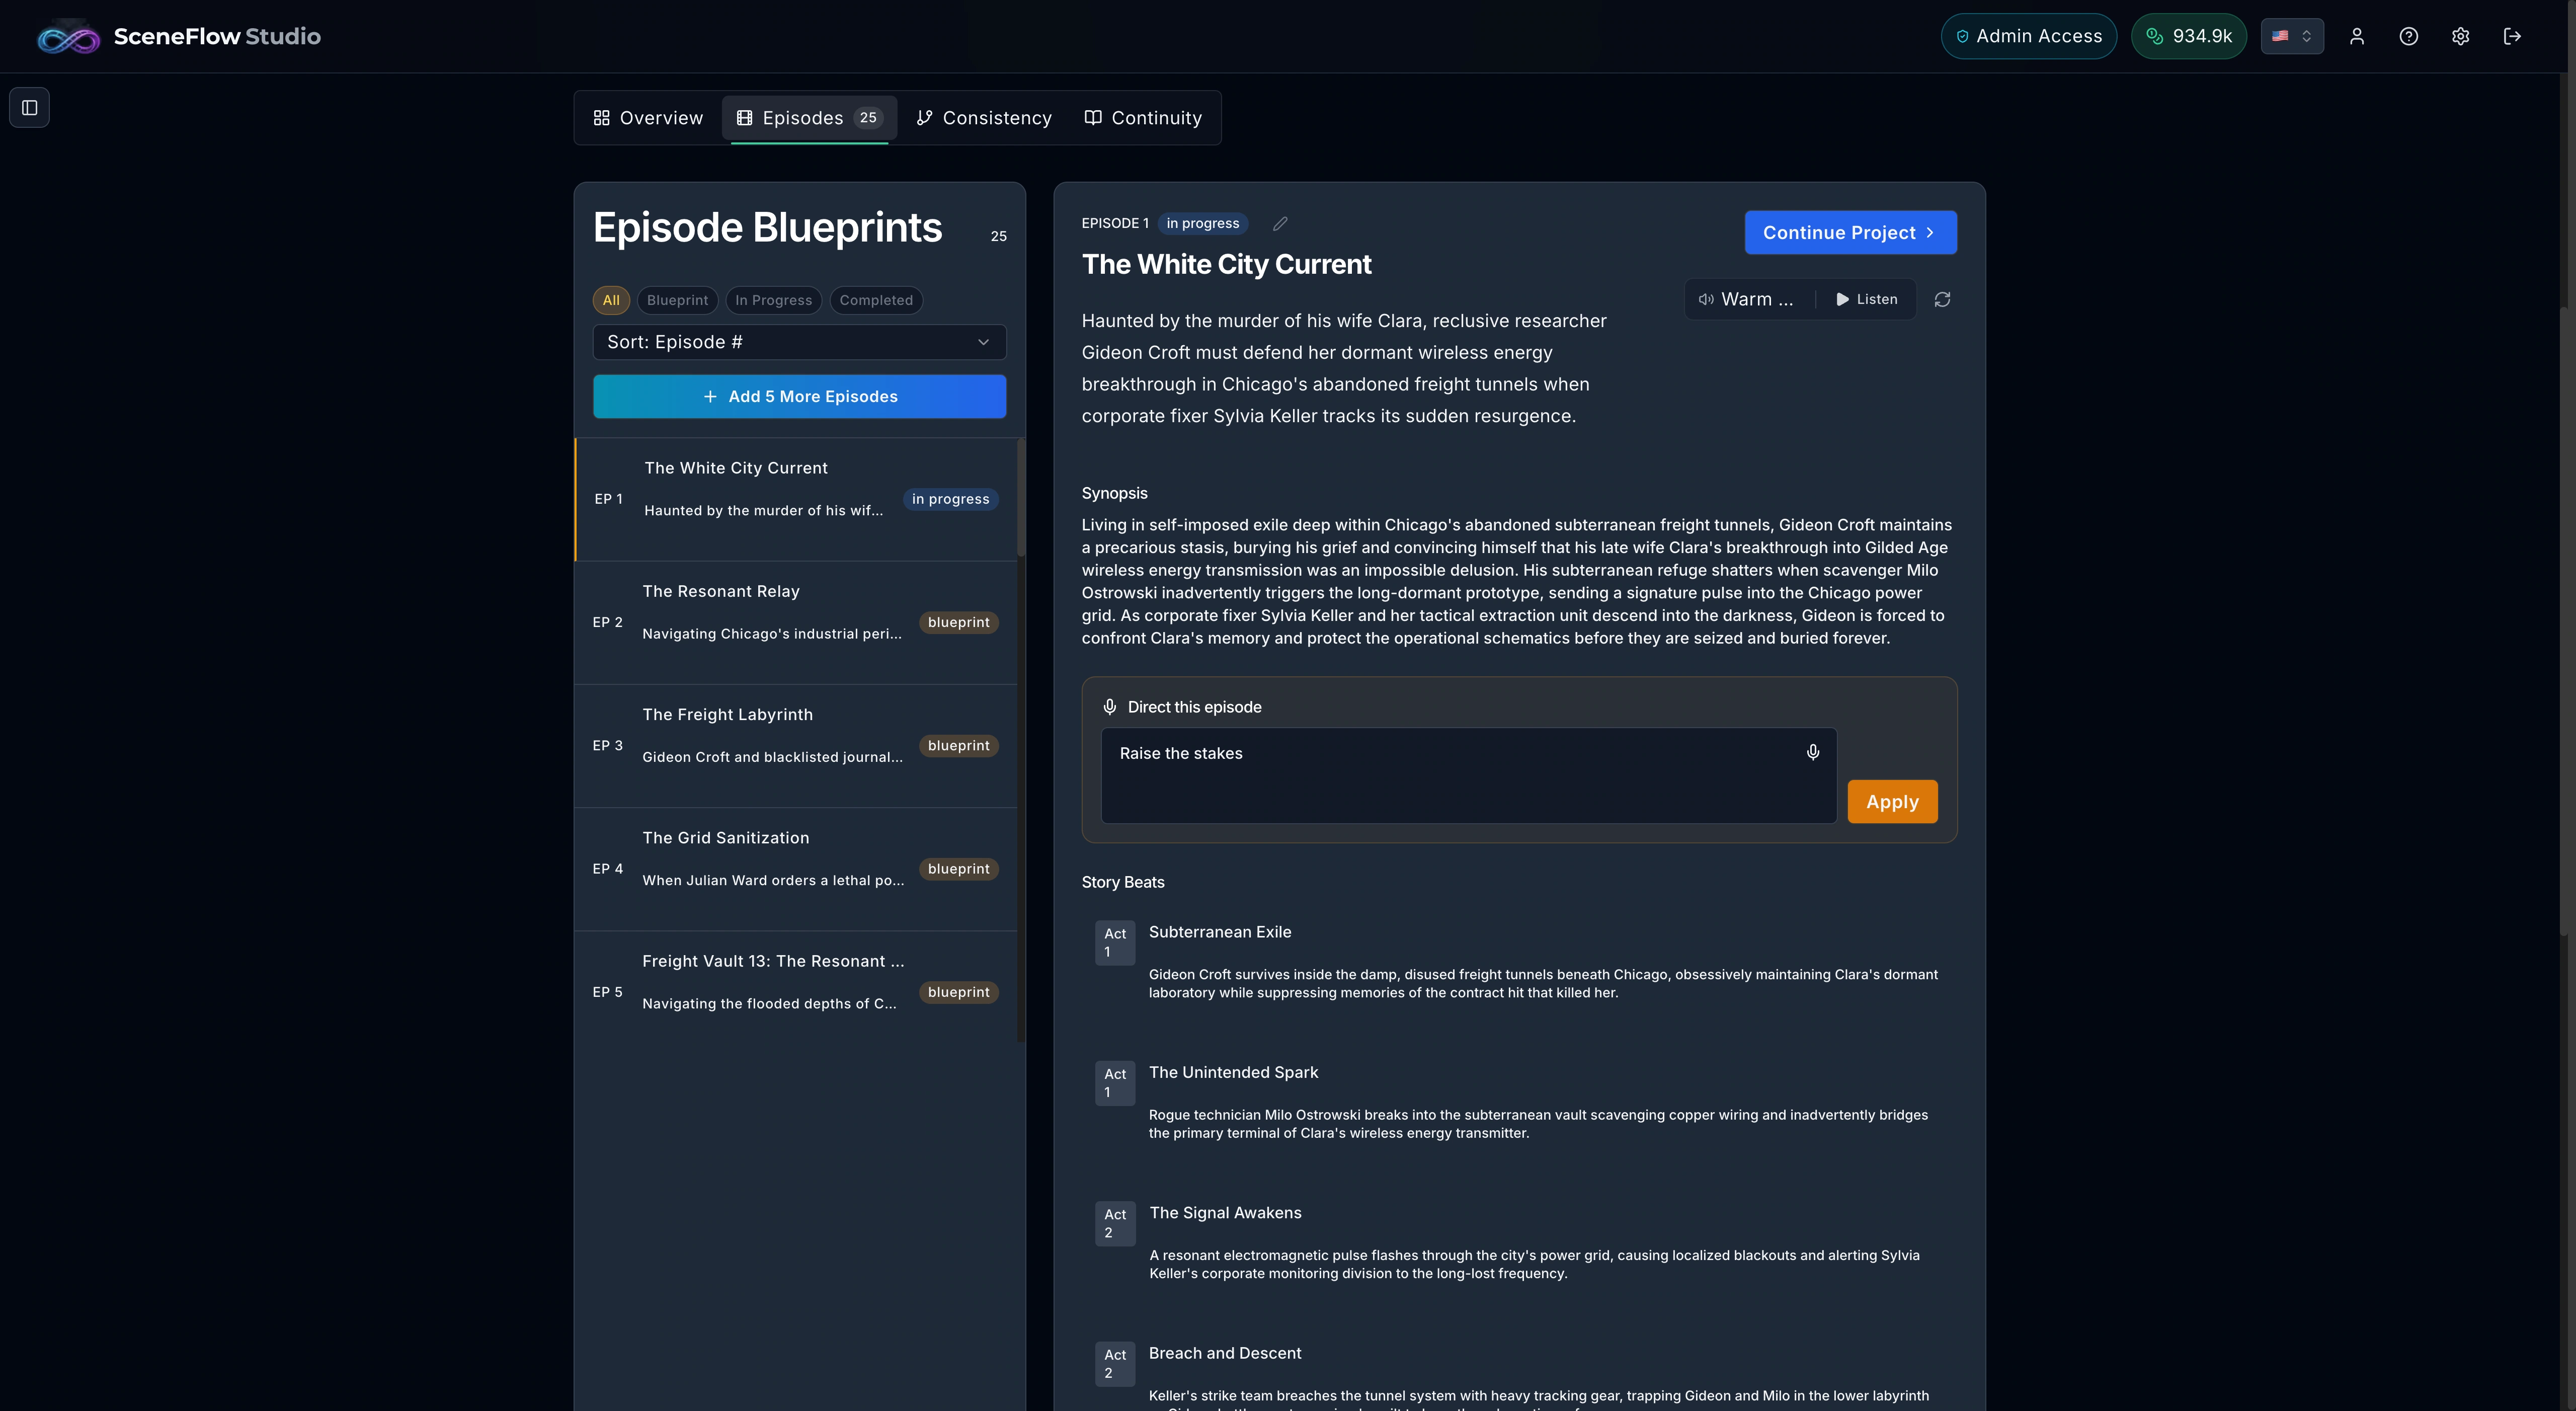 SceneFlow Studio
Admin Access
934.9k
Overview
Episodes 25
Consistency
Continuity
Episode Blueprints
25
All
Blueprint
In Progress
Completed
Sort: Episode #
+ Add 5 More Episodes
EP 1
The White City Current
Haunted by the murder of his wif...
in progress
EP 2
The Resonant Relay
Navigating Chicago's industrial peri...
blueprint
EP 3
The Freight Labyrinth
Gideon Croft and blacklisted journal...
blueprint
EP 4
The Grid Sanitization
When Julian Ward orders a lethal po...
blueprint
EP 5
Freight Vault 13: The Resonant ...
Navigating the flooded depths of C...
blueprint
EPISODE 1
in progress
Continue Project
The White City Current
Warm ...
Listen
Haunted by the murder of his wife Clara, reclusive researcher
Gideon Croft must defend her dormant wireless energy
breakthrough in Chicago's abandoned freight tunnels when
corporate fixer Sylvia Keller tracks its sudden resurgence.
Synopsis
Living in self-imposed exile deep within Chicago's abandoned subterranean freight tunnels, Gideon Croft maintains
a precarious stasis, burying his grief and convincing himself that his late wife Clara's breakthrough into Gilded Age
wireless energy transmission was an impossible delusion. His subterranean refuge shatters when scavenger Milo
Ostrowski inadvertently triggers the long-dormant prototype, sending a signature pulse into the Chicago power
grid. As corporate fixer Sylvia Keller and her tactical extraction unit descend into the darkness, Gideon is forced to
confront Clara's memory and protect the operational schematics before they are seized and buried forever.
Direct this episode
Raise the stakes
Apply
Story Beats
Act
1
Subterranean Exile
Gideon Croft survives inside the damp, disused freight tunnels beneath Chicago, obsessively maintaining Clara's dormant
laboratory while suppressing memories of the contract hit that killed her.
Act
1
The Unintended Spark
Rogue technician Milo Ostrowski breaks into the subterranean vault scavenging copper wiring and inadvertently bridges
the primary terminal of Clara's wireless energy transmitter.
Act
2
The Signal Awakens
A resonant electromagnetic pulse flashes through the city's power grid, causing localized blackouts and alerting Sylvia
Keller's corporate monitoring division to the long-lost frequency.
Act
2
Breach and Descent
Keller's strike team breaches the tunnel system with heavy tracking gear, trapping Gideon and Milo in the lower labyrinth